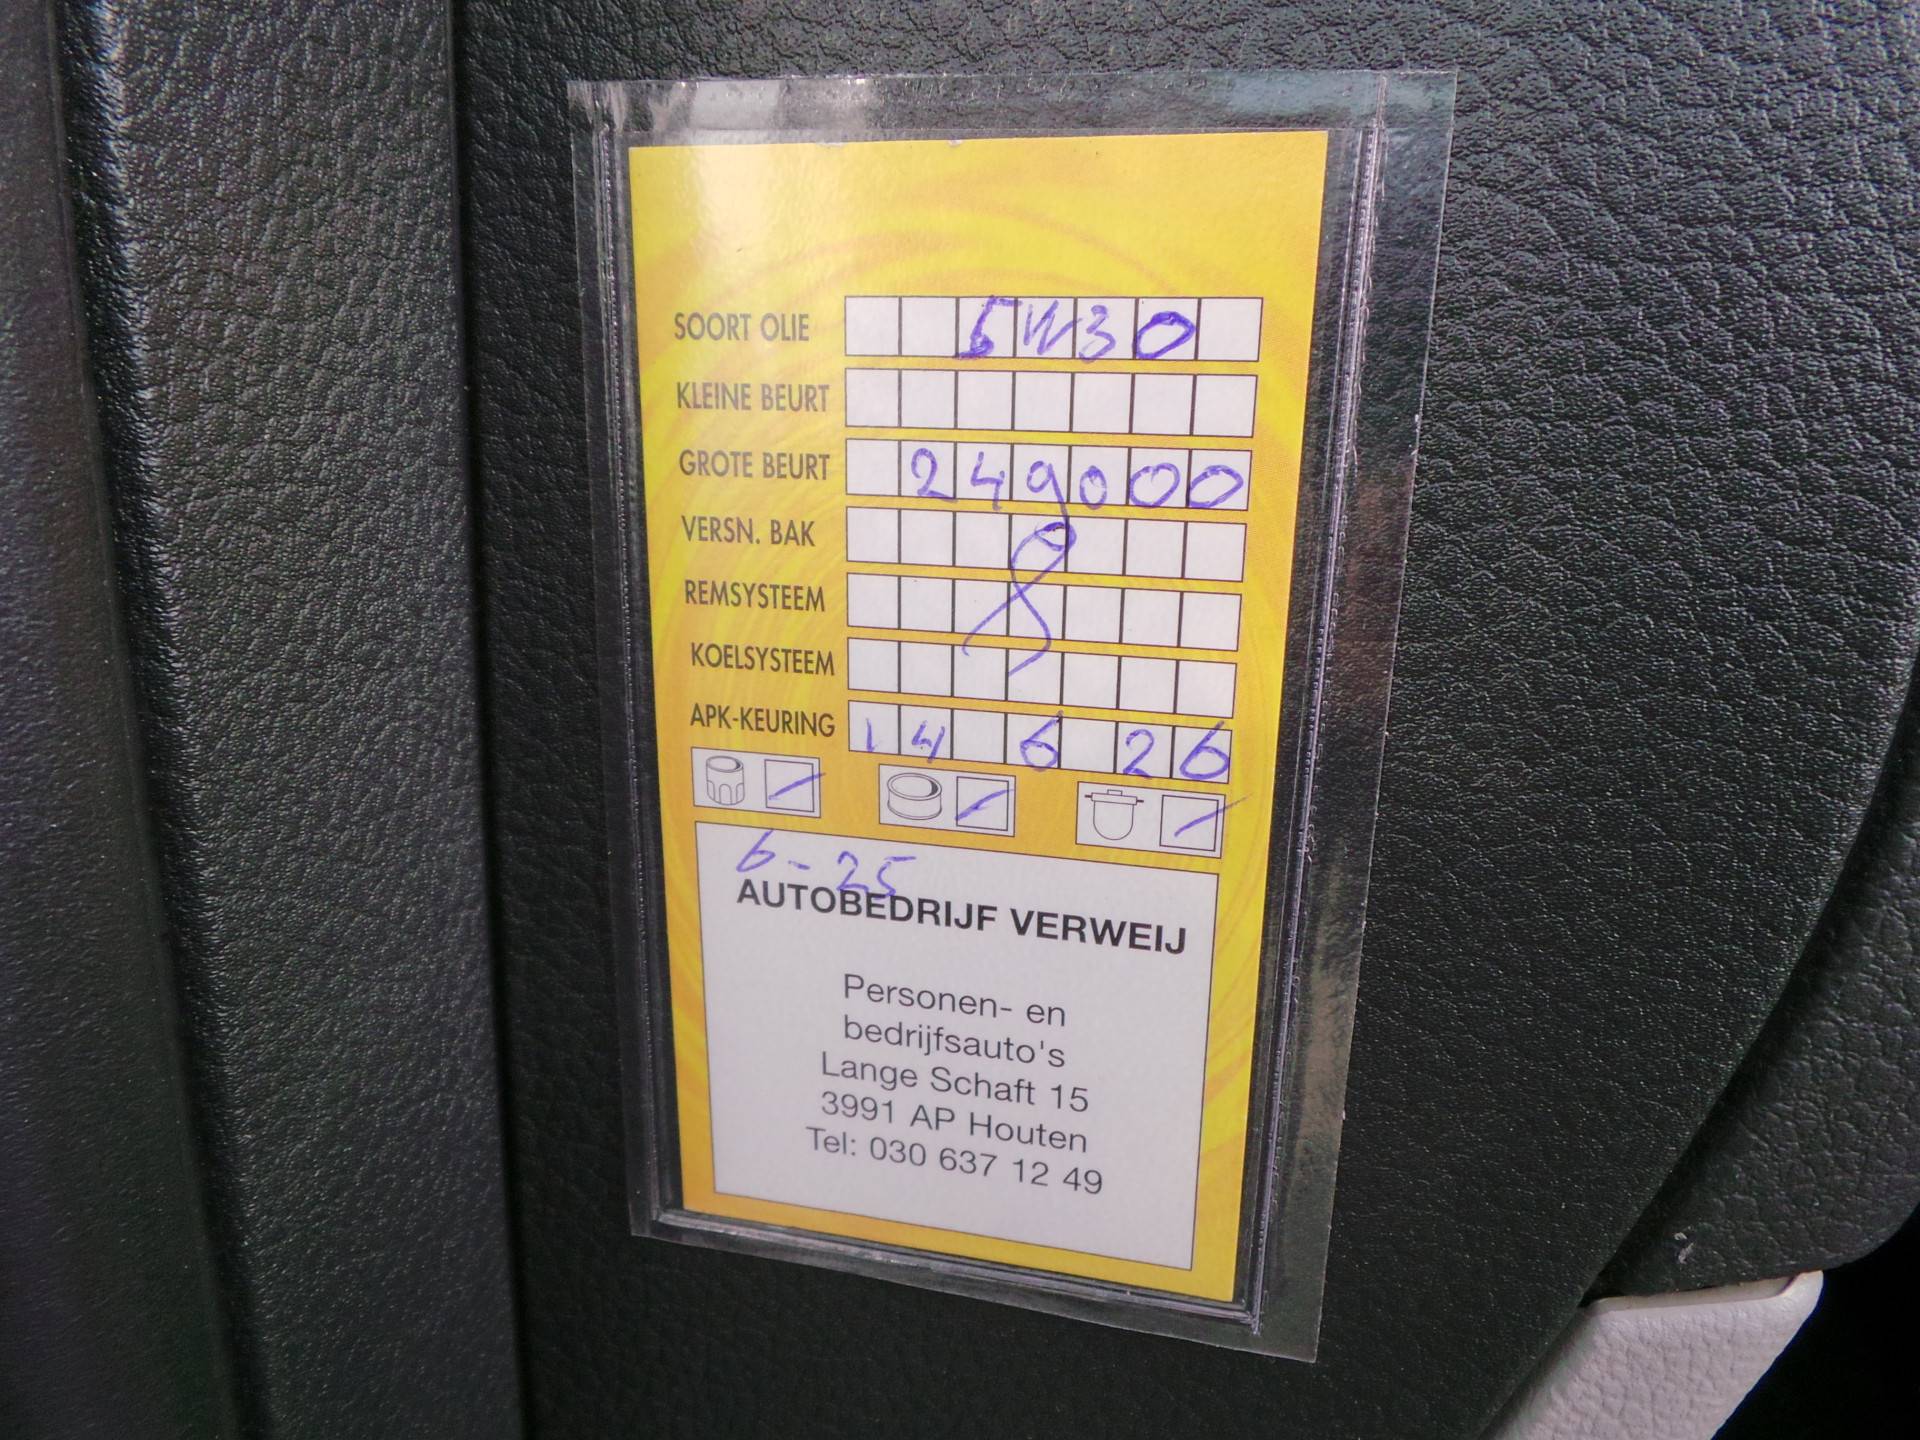 SOORT OLIE 5W30
KLEINE BEURT
GROTE BEURT 249000
VERSN. BAK
REMSYSTEEM
KOELSYSTEEM
APK-KEURING 14 6 26
6-25
AUTOBEDRIJF VERWEIJ
Personen- en
bedrijfsauto's
Lange Schaft 15
3991 AP Houten
Tel: 030 637 12 49